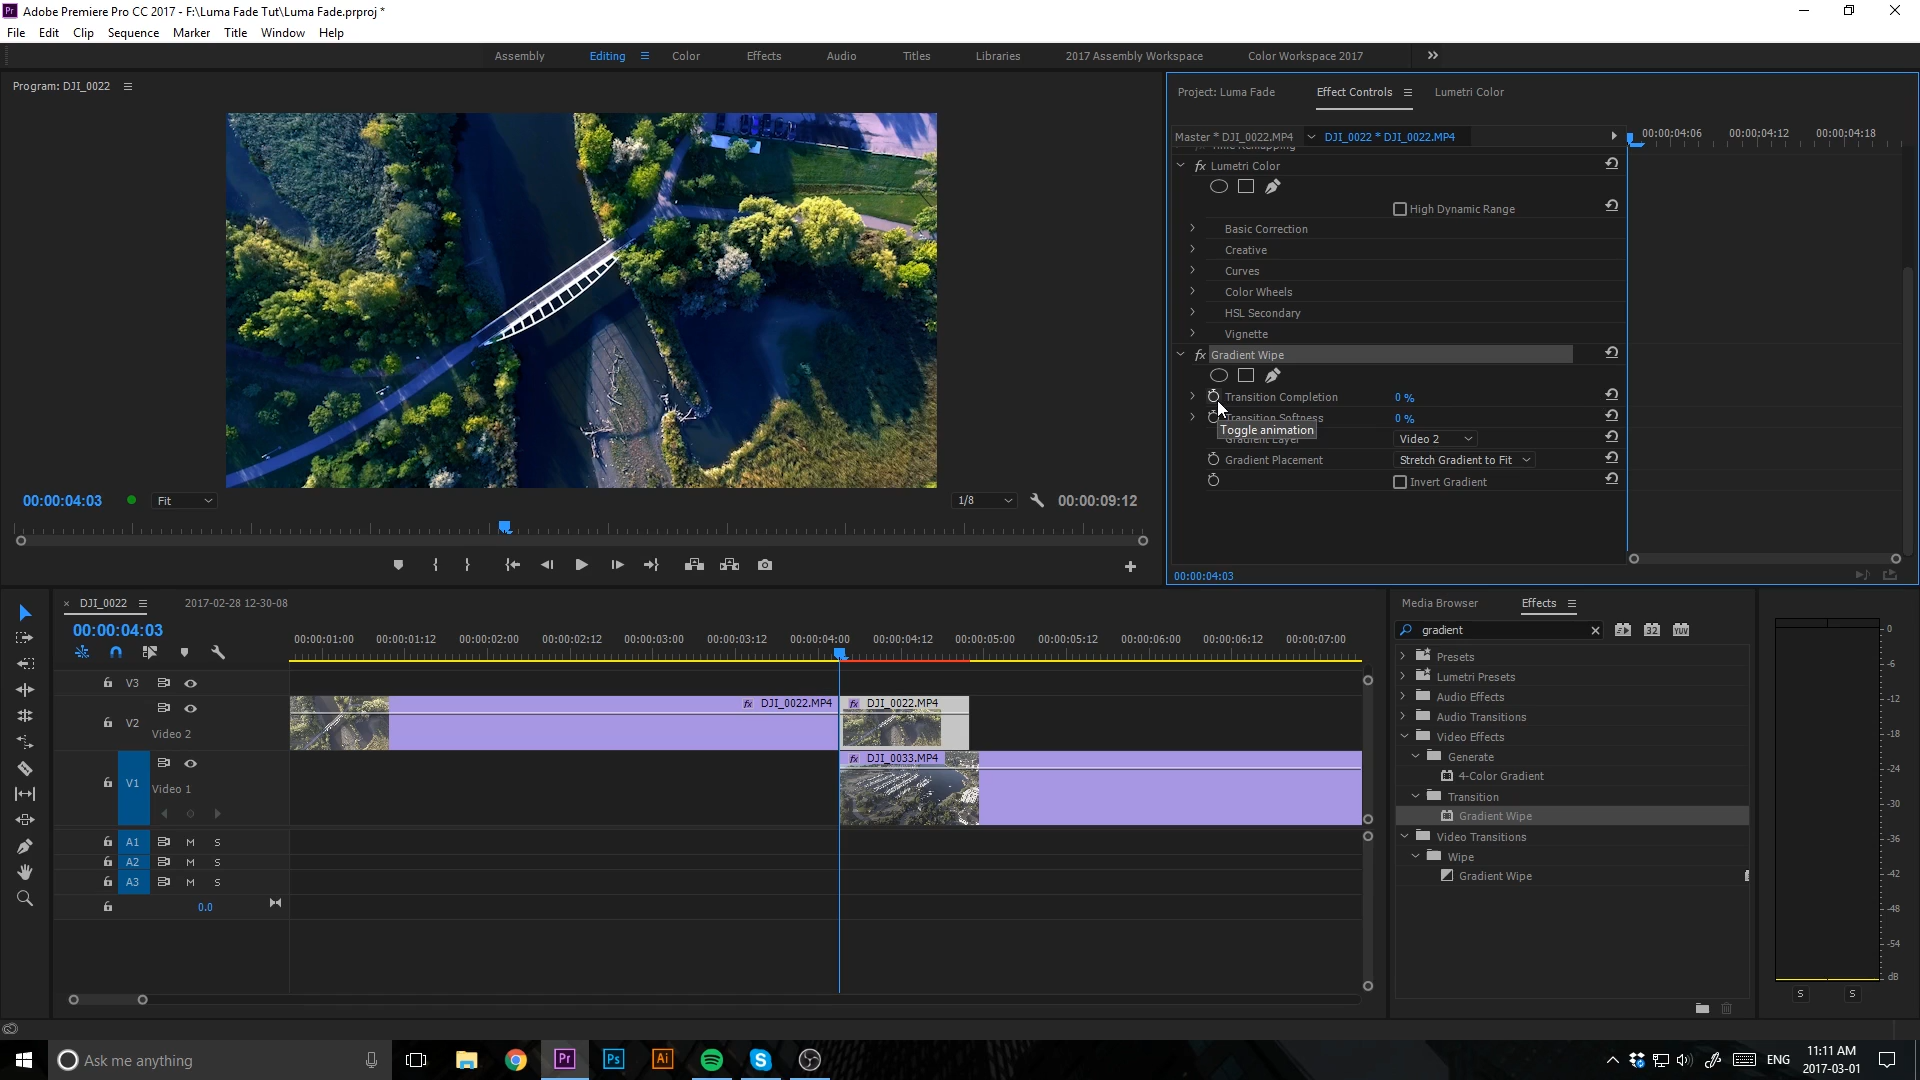 Adobe Premiere Pro CC 2017 - F:\Luma Fade Tut\Luma Fade.prproj *
File Edit Clip Sequence Marker Title Window Help
Assembly Editing Color Effects Audio Titles Libraries 2017 Assembly Workspace Color Workspace 2017
Program: DJI_0022
Project: Luma Fade Effect Controls Lumetri Color
Master * DJI_0022.MP4 DJI_0022 * DJI_0022.MP4 00:00:04:06 00:00:04:12 00:00:04:18
Time Remapping
fx Lumetri Color
High Dynamic Range
Basic Correction
Creative
Curves
Color Wheels
HSL Secondary
Vignette
fx Gradient Wipe
Transition Completion 0 %
Transition Softness 0 %
Toggle animation
Gradient Layer Video 2
Gradient Placement Stretch Gradient to Fit
Invert Gradient
00:00:04:03 Fit 1/8 00:00:09:12
00:00:04:03
DJI_0022 2017-02-28 12-30-08
00:00:04:03
00:00:01:00 00:00:01:12 00:00:02:00 00:00:02:12 00:00:03:00 00:00:03:12 00:00:04:00 00:00:04:12 00:00:05:00 00:00:05:12 00:00:06:00 00:00:06:12 00:00:07:00
V3
V2
Video 2
fx DJI_0022.MP4 fx DJI_0022.MP4
V1
Video 1
fx DJI_0033.MP4
A1 M S
A2 M S
A3 M S
0.0
Media Browser Effects
gradient
32 YUV
Presets
Lumetri Presets
Audio Effects
Audio Transitions
Video Effects
Generate
4-Color Gradient
Transition
Gradient Wipe
Video Transitions
Wipe
Gradient Wipe
0
-6
-12
-18
-24
-30
-36
-42
-48
-54
dB
S S
Ask me anything
Pr Ps Ai
ENG
11:11 AM
2017-03-01